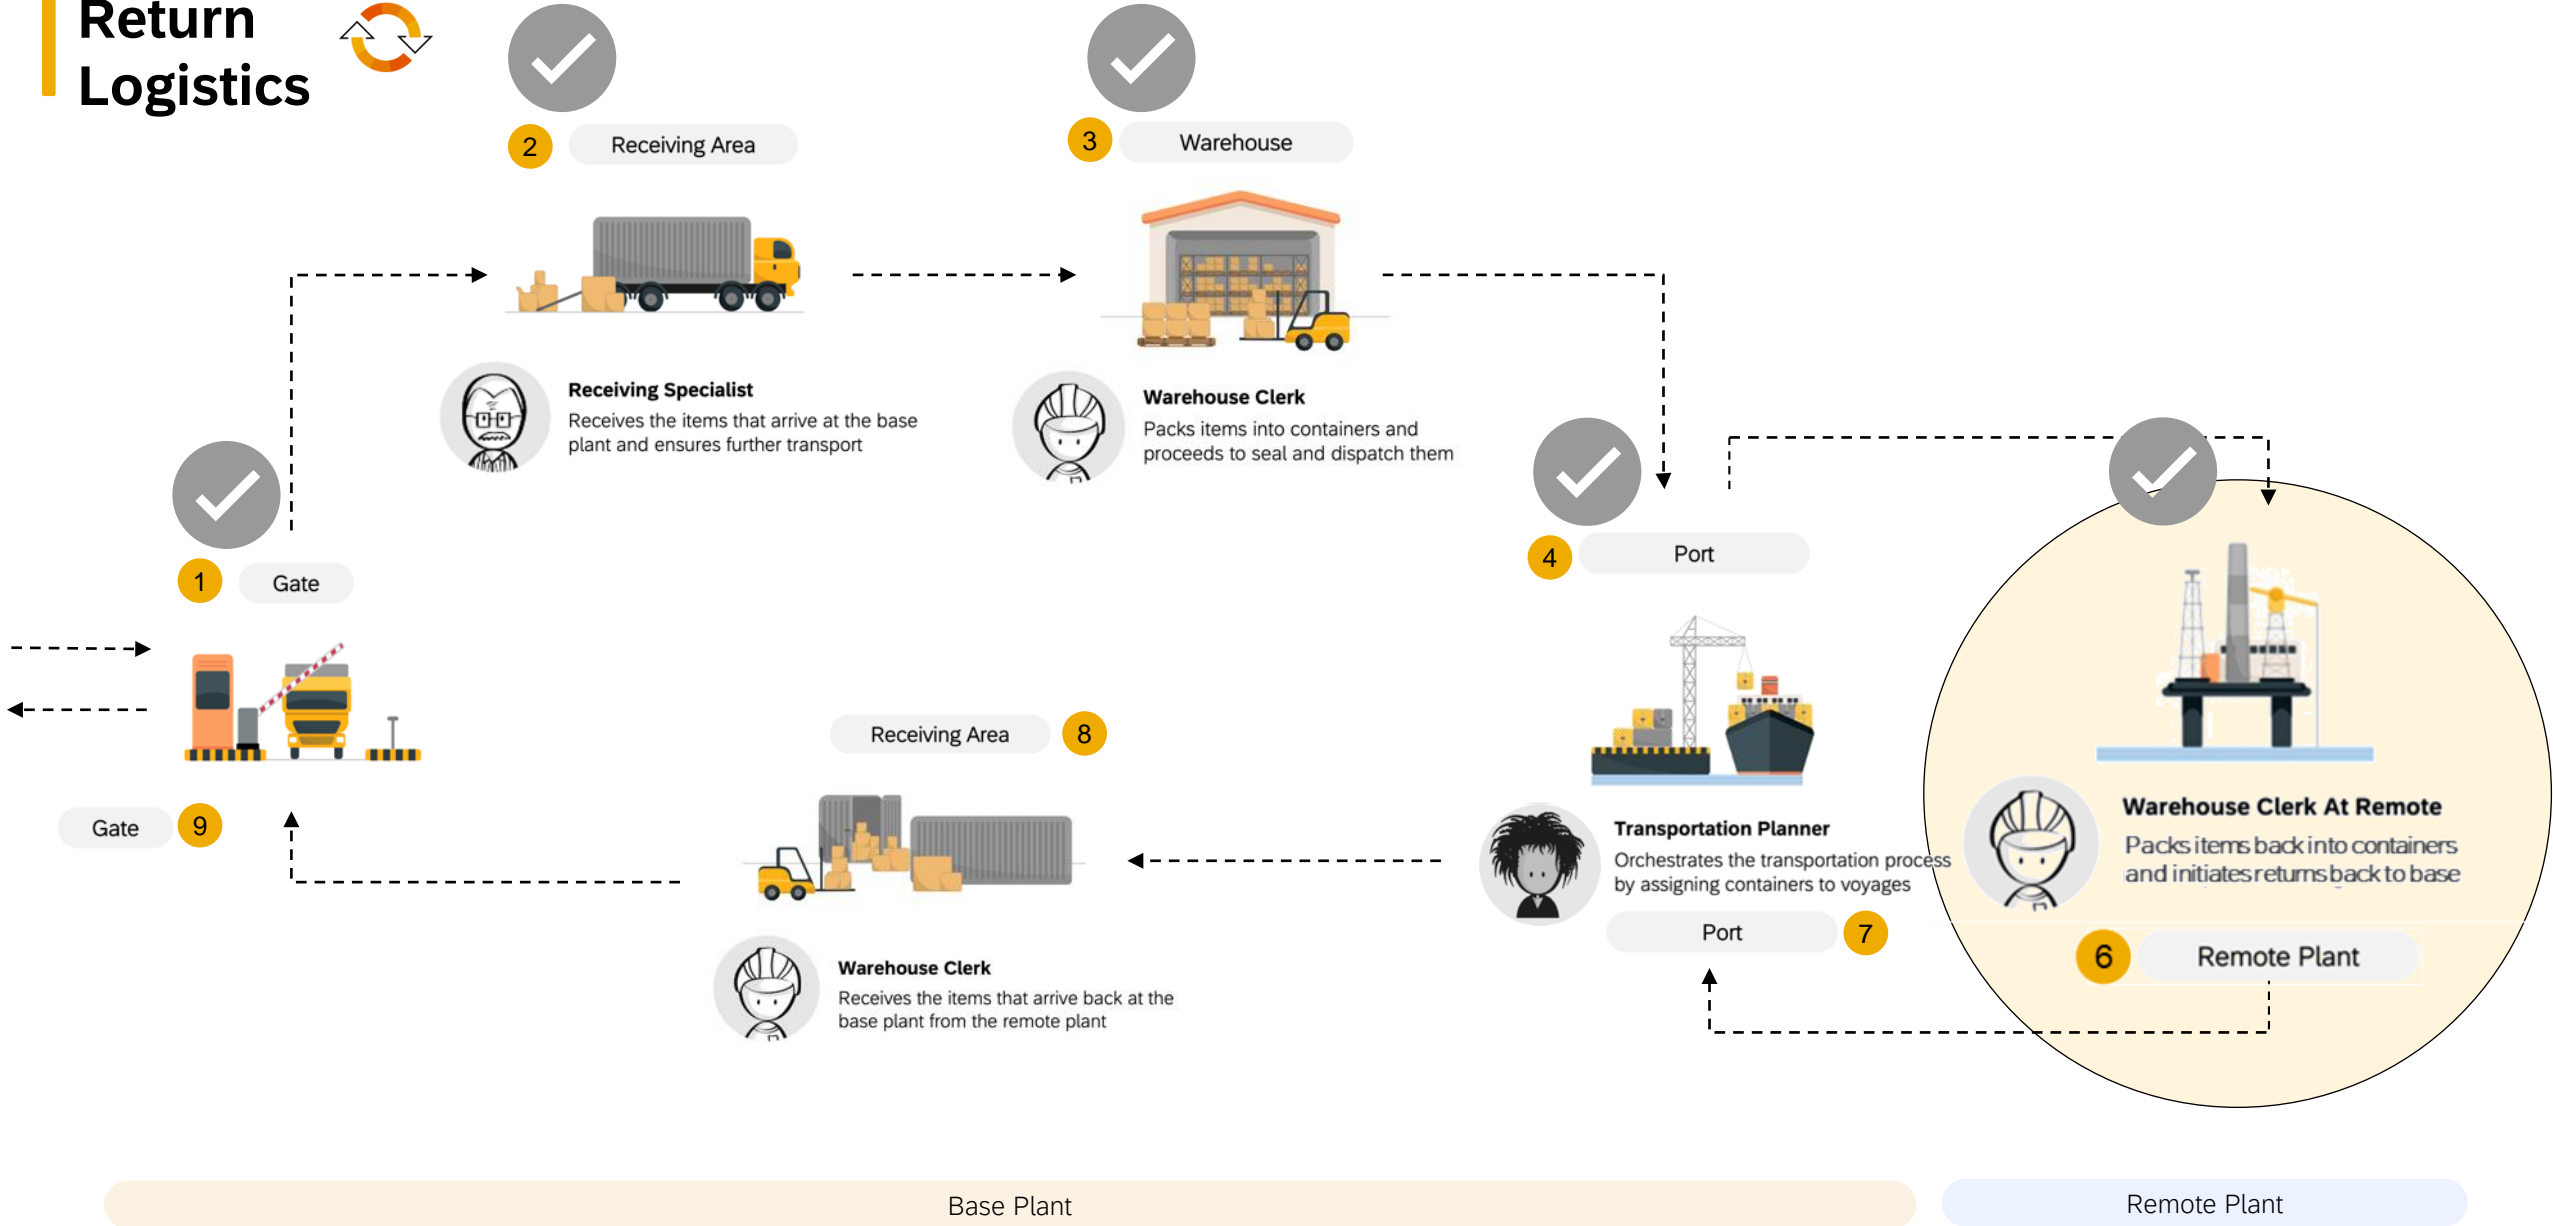 Return
Logistics
2
Receiving Area
3
Warehouse
Receiving Specialist
Receives the items that arrive at the base
plant and ensures further transport
Warehouse Clerk
Packs items into containers and
proceeds to seal and dispatch them
1
Gate
4
Port
Receiving Area
8
Gate
9
Transportation Planner
Orchestrates the transportation process
by assigning containers to voyages
Port
7
Warehouse Clerk At Remote
Packs items back into containers
and initiates returns back to base
6
Remote Plant
Warehouse Clerk
Receives the items that arrive back at the
base plant from the remote plant
Base Plant
Remote Plant